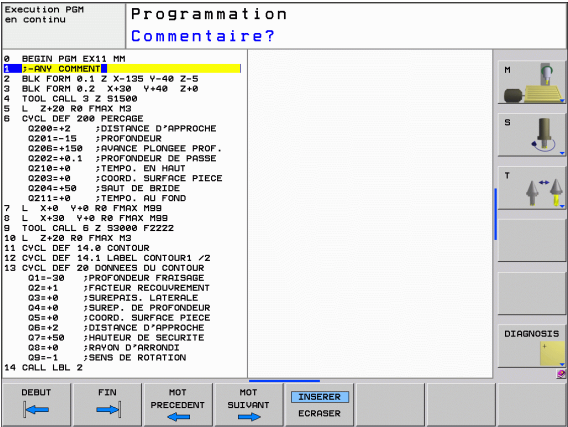 Execution PGM
en continu
Programmation
Commentaire?
0 BEGIN PGM EX11 MM
1 ;-ANY COMMENT
2 BLK FORM 0.1 Z X-135 Y-40 Z-5
3 BLK FORM 0.2 X+30 Y+40 Z+0
4 TOOL CALL 3 Z S1500
5 L Z+20 R0 FMAX M3
6 CYCL DEF 200 PERCAGE
Q200=+2 ;DISTANCE D'APPROCHE
Q201=-15 ;PROFONDEUR
Q206=+150 ;AVANCE PLONGEE PROF.
Q202=+0.1 ;PROFONDEUR DE PASSE
Q210=+0 ;TEMPO. EN HAUT
Q203=+0 ;COORD. SURFACE PIECE
Q204=+50 ;SAUT DE BRIDE
Q211=+0 ;TEMPO. AU FOND
7 L X+0 Y+0 R0 FMAX M99
8 L X+30 Y+0 R0 FMAX M99
9 TOOL CALL 6 Z S3000 F2222
10 L Z+20 R0 FMAX M3
11 CYCL DEF 14.0 CONTOUR
12 CYCL DEF 14.1 LABEL CONTOUR1 /2
13 CYCL DEF 20 DONNEES DU CONTOUR
Q1=-30 ;PROFONDEUR FRAISAGE
Q2=+1 ;FACTEUR RECOUVREMENT
Q3=+0 ;SUREPAIS. LATERALE
Q4=+0 ;SUREP. DE PROFONDEUR
Q5=+0 ;COORD. SURFACE PIECE
Q6=+2 ;DISTANCE D'APPROCHE
Q7=+50 ;HAUTEUR DE SECURITE
Q8=+0 ;RAYON D'ARRONDI
Q9=-1 ;SENS DE ROTATION
14 CALL LBL 2
M
S
T
DIAGNOSIS
DEBUT
FIN
MOT
PRECEDENT
MOT
SUIVANT
INSERER
ECRASER